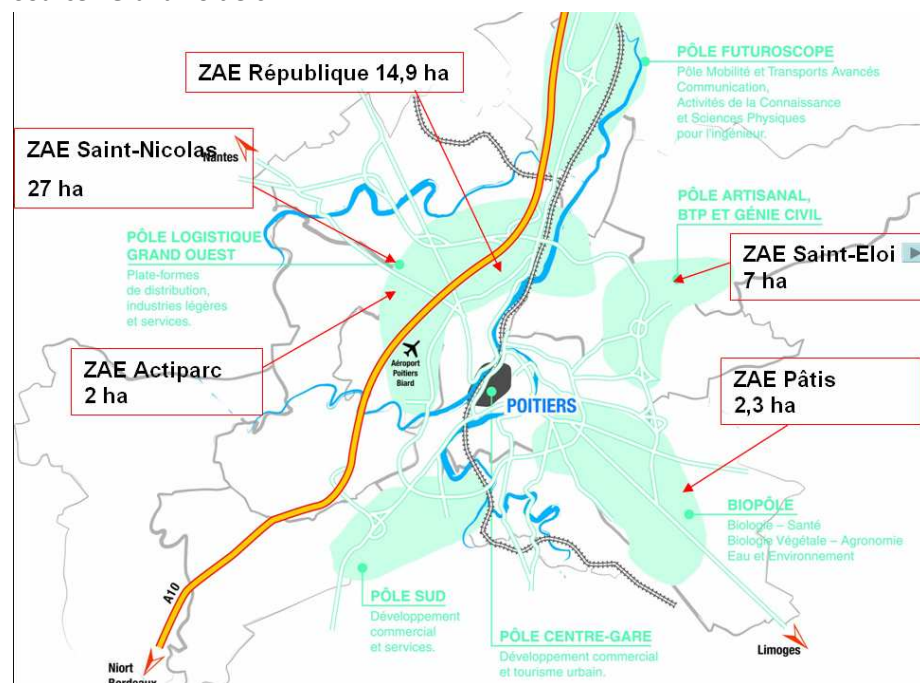 ZAE République 14,9 ha
PÔLE FUTUROSCOPE
Pôle Mobilité et Transports Avancés
Communication,
Activités de la Connaissance
et Sciences Physiques
pour l'ingénieur.
ZAE Saint-Nicolas
27 ha
Nantes
PÔLE ARTISANAL,
BTP ET GÉNIE CIVIL
PÔLE LOGISTIQUE
GRAND OUEST
Plate-formes
de distribution,
industries légères
et services.
ZAE Saint-Eloi
7 ha
ZAE Actiparc
2 ha
Aéroport
Poitiers
Biard
POITIERS
ZAE Pâtis
2,3 ha
BIOPÔLE
Biologie – Santé
Biologie Végétale – Agronomie
Eau et Environnement
A10
PÔLE SUD
Développement
commercial
et services.
PÔLE CENTRE-GARE
Développement commercial
et tourisme urbain.
Limoges
Niort
Bordeaux